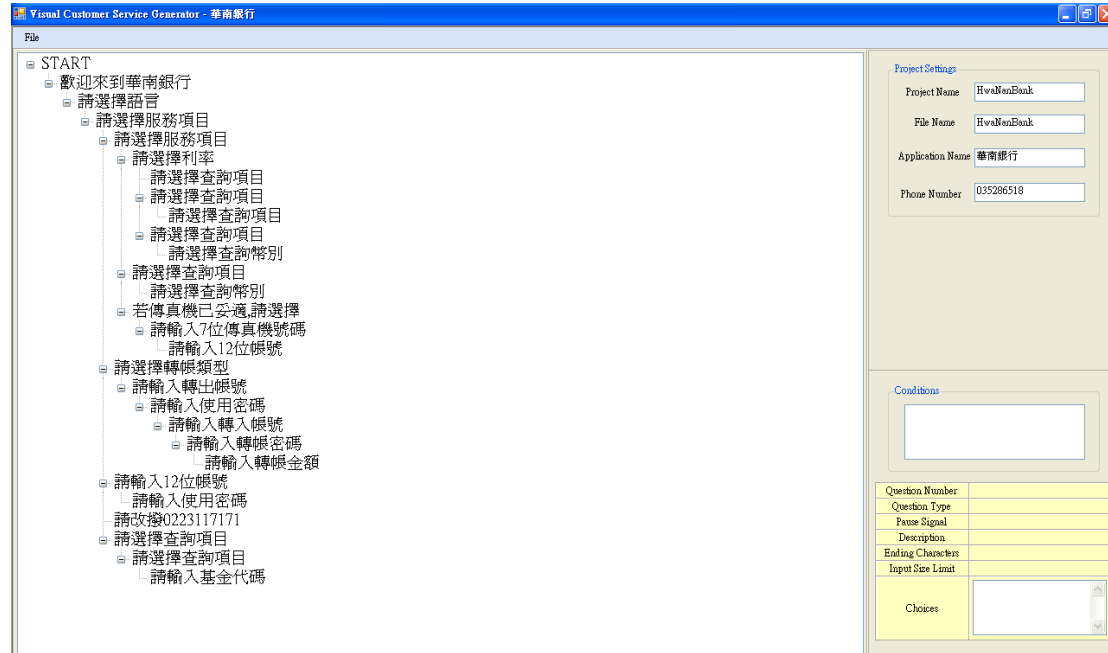 Visual Customer Service Generator - 華南銀行
File
START
歡迎來到華南銀行
請選擇語言
請選擇服務項目
請選擇服務項目
請選擇利率
請選擇查詢項目
請選擇查詢項目
請選擇查詢項目
請選擇查詢項目
請選擇查詢幣別
請選擇查詢項目
請選擇查詢幣別
若傳真機已妥適,請選擇
請輸入7位傳真機號碼
請輸入12位帳號
請選擇轉帳類型
請輸入轉出帳號
請輸入使用密碼
請輸入轉入帳號
請輸入轉帳密碼
請輸入轉帳金額
請輸入12位帳號
請輸入使用密碼
請改撥0223117171
請選擇查詢項目
請選擇查詢項目
請輸入基金代碼
Project Settings
Project Name HwaNanBank
File Name HwaNanBank
Application Name 華南銀行
Phone Number 035286518
Conditions
Question Number
Question Type
Pause Signal
Description
Ending Characters
Input Size Limit
Choices